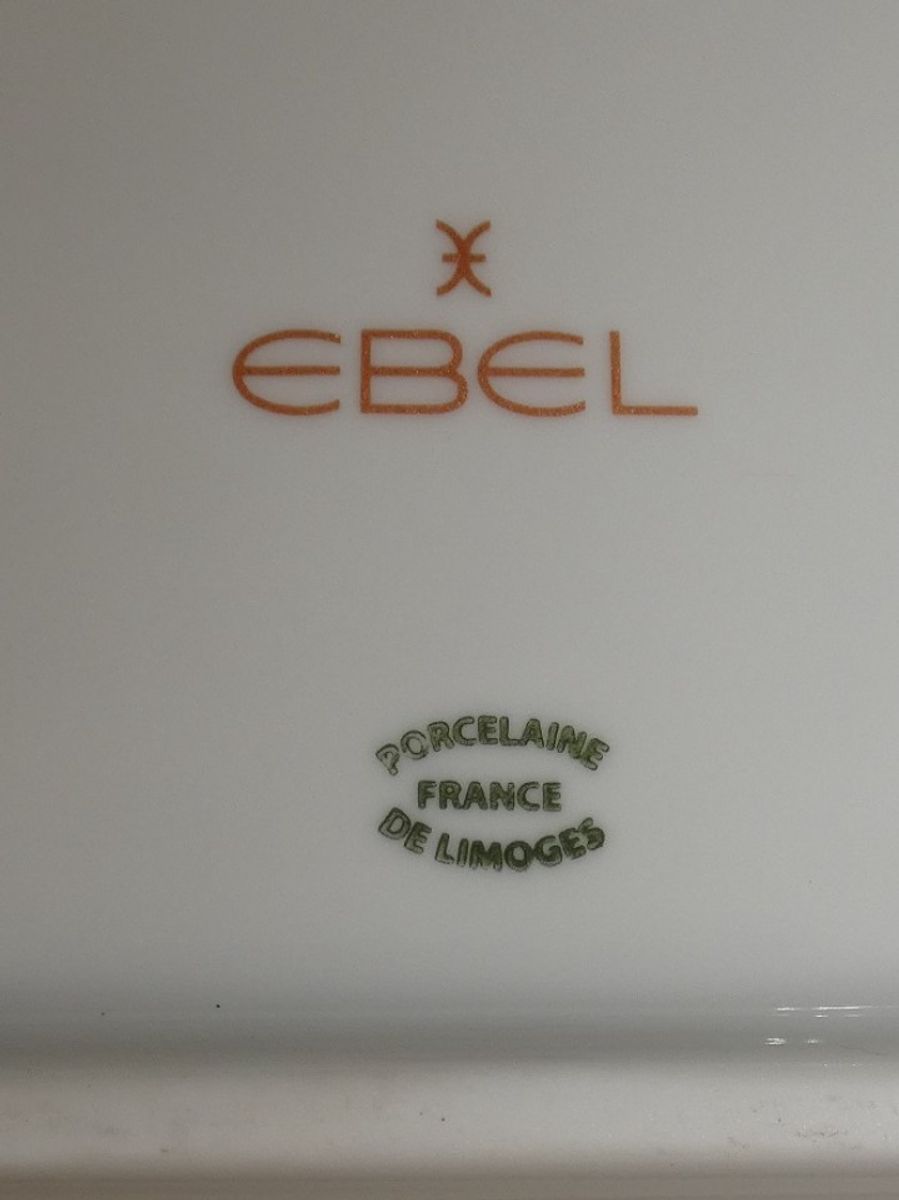 EBEL
PORCELAINE
FRANCE
DE LIMOGES